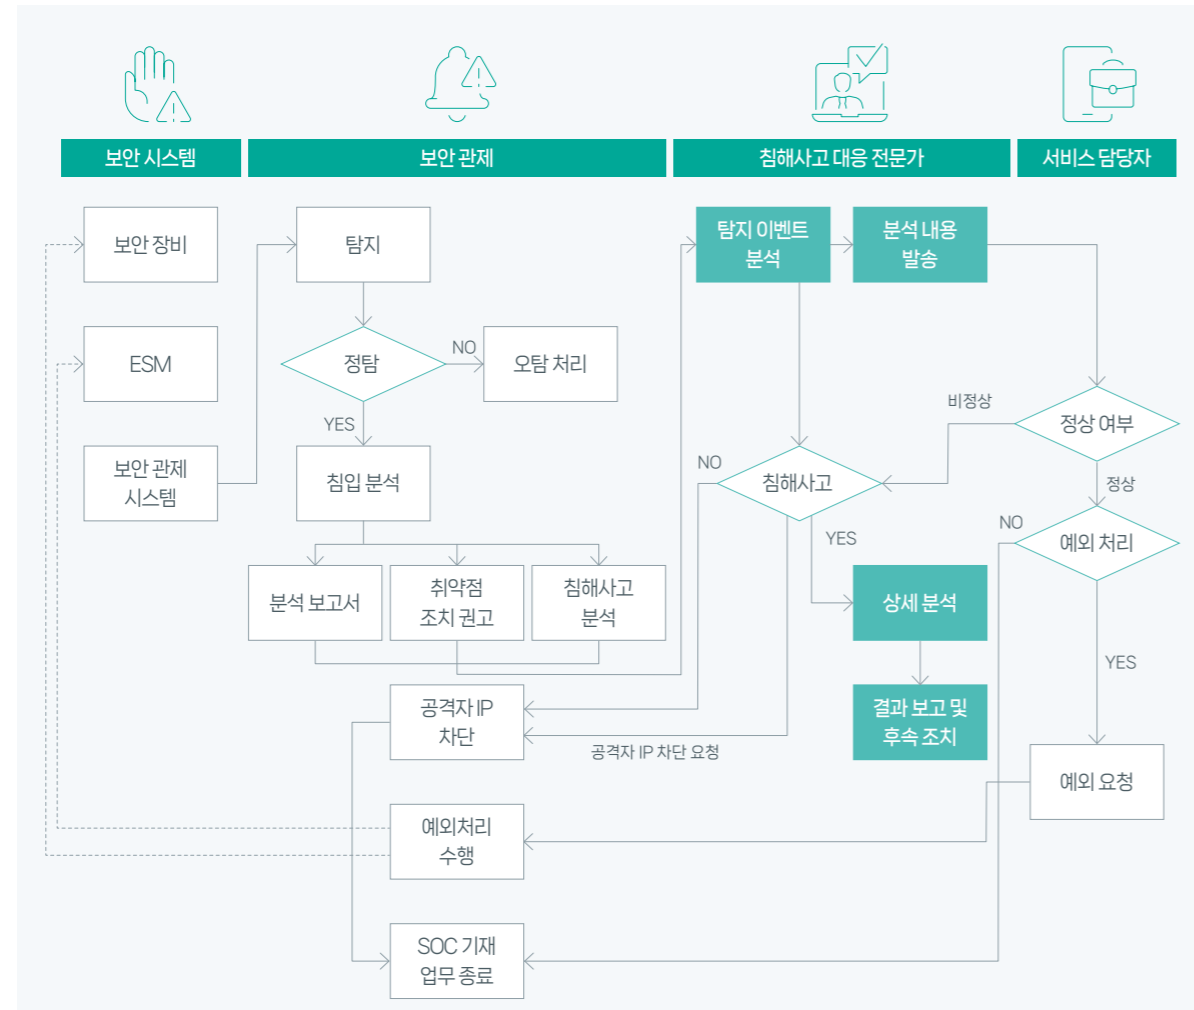 보안 시스템
보안 관제
침해사고 대응 전문가
서비스 담당자
보안 장비
탐지
탐지 이벤트
분석
분석 내용
발송
ESM
정탐
NO
오탐 처리
YES
비정상
정상 여부
보안 관제
시스템
침입 분석
NO
침해사고
정상
YES
NO
예외 처리
분석 보고서
취약점
조치 권고
침해사고
분석
상세 분석
YES
공격자 IP
차단
결과 보고 및
후속 조치
공격자 IP 차단 요청
예외 요청
예외처리
수행
SOC 기재
업무 종료